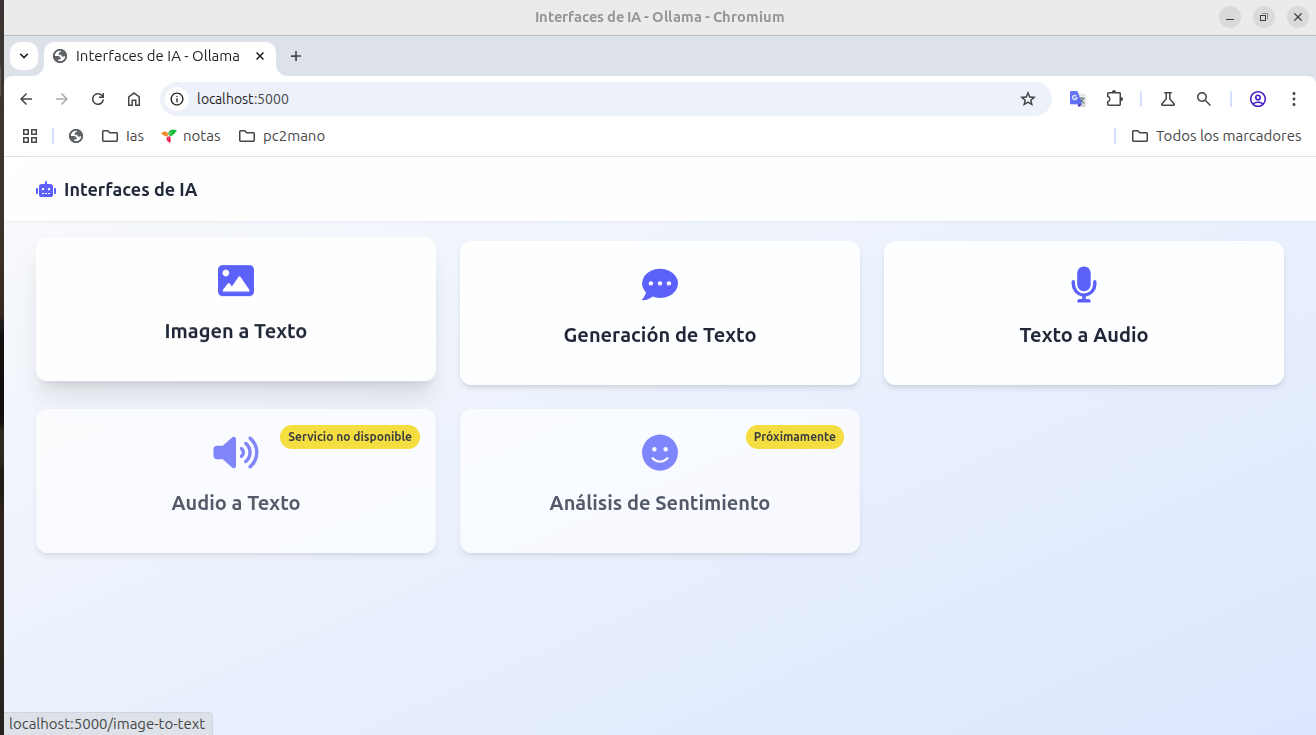 Interfaces de IA - Ollama - Chromium
Interfaces de IA - Ollama
localhost:5000
Ias
notas
pc2mano
Todos los marcadores
Interfaces de IA
Imagen a Texto
Generación de Texto
Texto a Audio
Servicio no disponible
Audio a Texto
Próximamente
Análisis de Sentimiento
localhost:5000/image-to-text